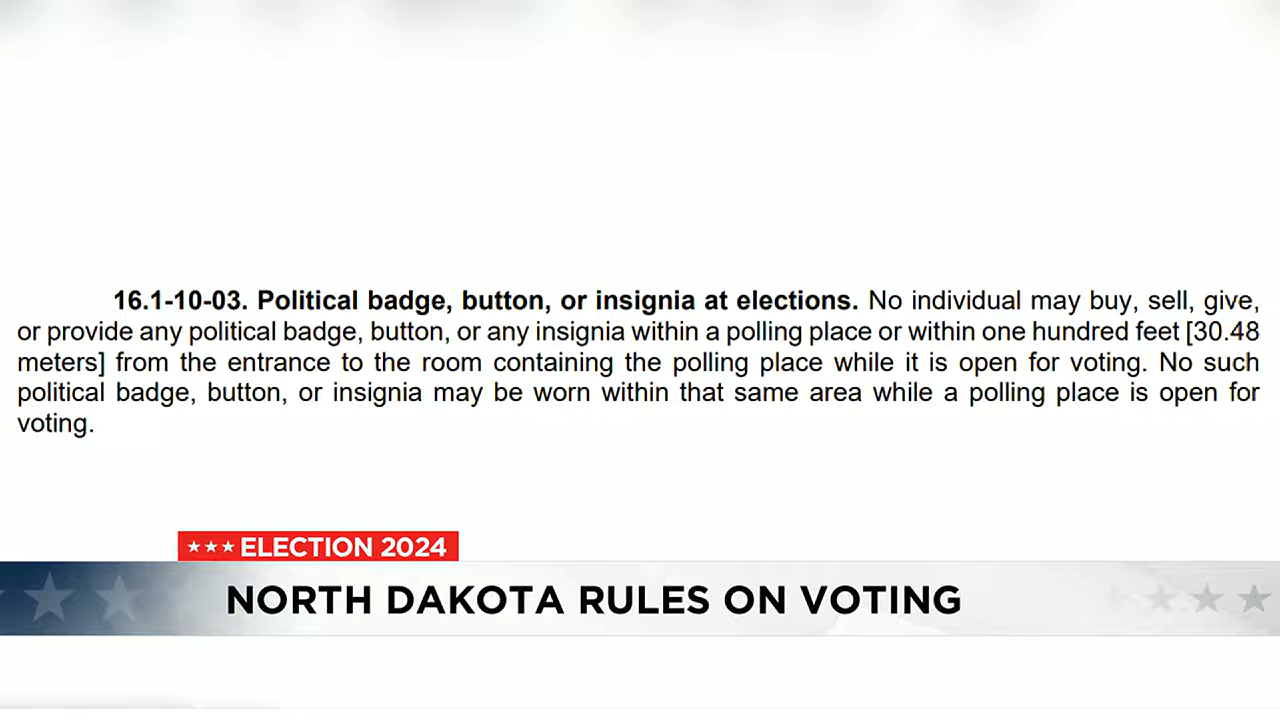 16.1-10-03. Political badge, button, or insignia at elections. No individual may buy, sell, give,
or provide any political badge, button, or any insignia within a polling place or within one hundred feet [30.48
meters] from the entrance to the room containing the polling place while it is open for voting. No such
political badge, button, or insignia may be worn within that same area while a polling place is open for
voting.
ELECTION 2024
NORTH DAKOTA RULES ON VOTING